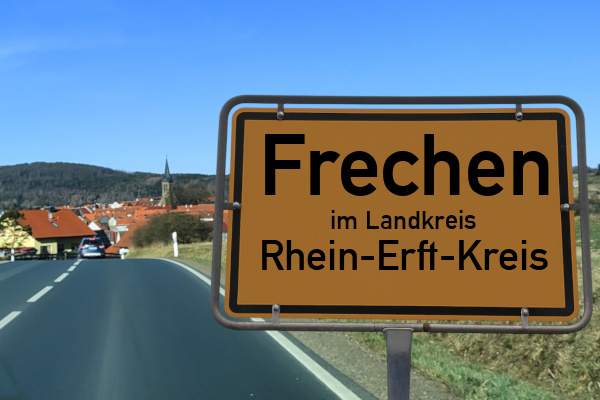 Frechen
im Landkreis
Rhein-Erft-Kreis